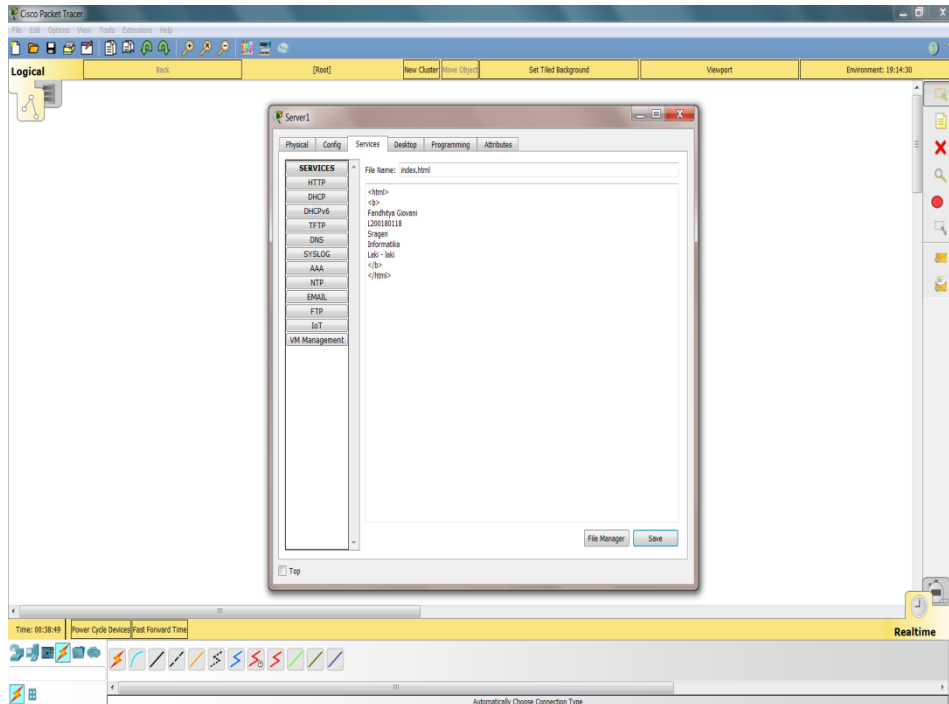 Cisco Packet Tracer
File Edit Options View Tools Extensions Help
Logical Back [Root] New Cluster Move Object Set Tiled Background Viewport Environment: 19:14:30
Server1
Physical Config Services Desktop Programming Attributes
SERVICES
HTTP
DHCP
DHCPv6
TFTP
DNS
SYSLOG
AAA
NTP
EMAIL
FTP
IoT
VM Management
File Name: index.html
<html>
<b>
Fandhitya Giovani
L200180118
Sragen
Informatika
Laki - laki
</b>
</html>
File Manager Save
Top
Time: 00:38:49 Power Cycle Devices Fast Forward Time Realtime
Automatically Choose Connection Type